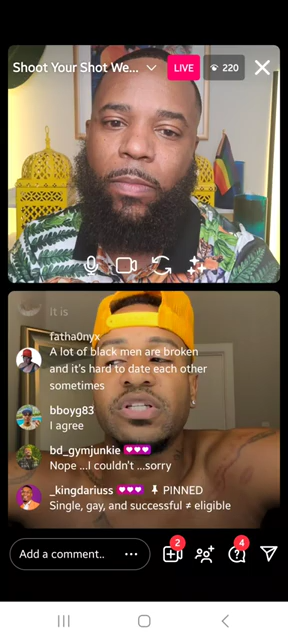 Shoot Your Shot We...
LIVE
220
It is
fatha0nyx
A lot of black men are broken
and it's hard to date each other
sometimes
bboyg83
I agree
bd_gymjunkie
Nope ...I couldn't ...sorry
_kingdariuss PINNED
Single, gay, and successful ≠ eligible
Add a comment.. ...
2
4